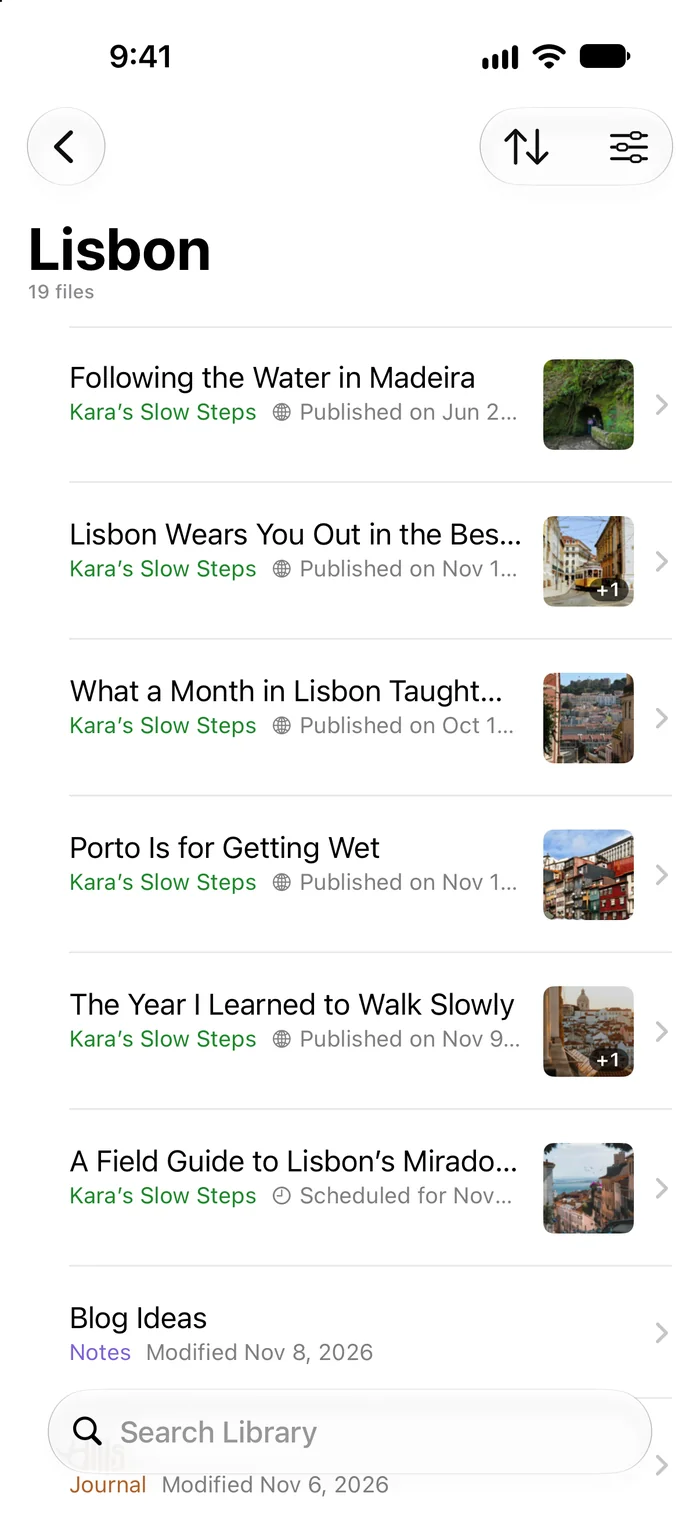 9:41
Lisbon
19 files
Following the Water in Madeira
Kara’s Slow Steps Published on Jun 2...
Lisbon Wears You Out in the Bes...
Kara’s Slow Steps Published on Nov 1...
+1
What a Month in Lisbon Taught...
Kara’s Slow Steps Published on Oct 1...
Porto Is for Getting Wet
Kara’s Slow Steps Published on Nov 1...
The Year I Learned to Walk Slowly
Kara’s Slow Steps Published on Nov 9...
+1
A Field Guide to Lisbon’s Mirado...
Kara’s Slow Steps Scheduled for Nov...
Blog Ideas
Notes Modified Nov 8, 2026
Search Library
Hills
Journal Modified Nov 6, 2026